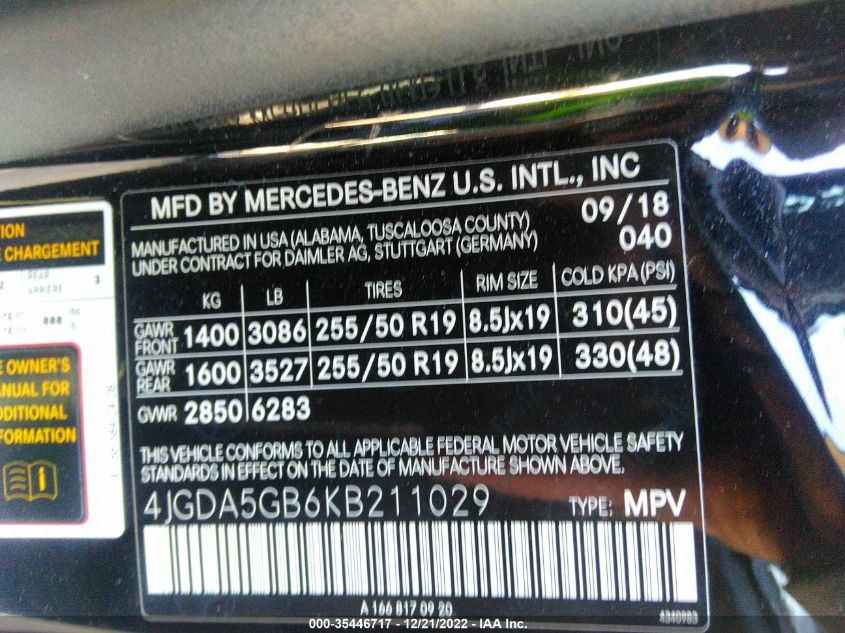 MFD BY MERCEDES-BENZ U.S. INTL., INC
MANUFACTURED IN USA (ALABAMA, TUSCALOOSA COUNTY) 09/18
UNDER CONTRACT FOR DAIMLER AG, STUTTGART (GERMANY) 040
KG LB TIRES RIM SIZE COLD KPA (PSI)
GAWR FRONT 1400 3086 255/50 R19 8.5Jx19 310(45)
GAWR REAR 1600 3527 255/50 R19 8.5Jx19 330(48)
GVWR 2850 6283
THIS VEHICLE CONFORMS TO ALL APPLICABLE FEDERAL MOTOR VEHICLE SAFETY
STANDARDS IN EFFECT ON THE DATE OF MANUFACTURE SHOWN ABOVE.
4JGDA5GB6KB211029 TYPE: MPV
A 166 817 09 20
4340983
CHARGEMENT
REAR 3
ARRIÈRE
OWNER'S
FOR
000-35446717 - 12/21/2022 - IAA Inc.